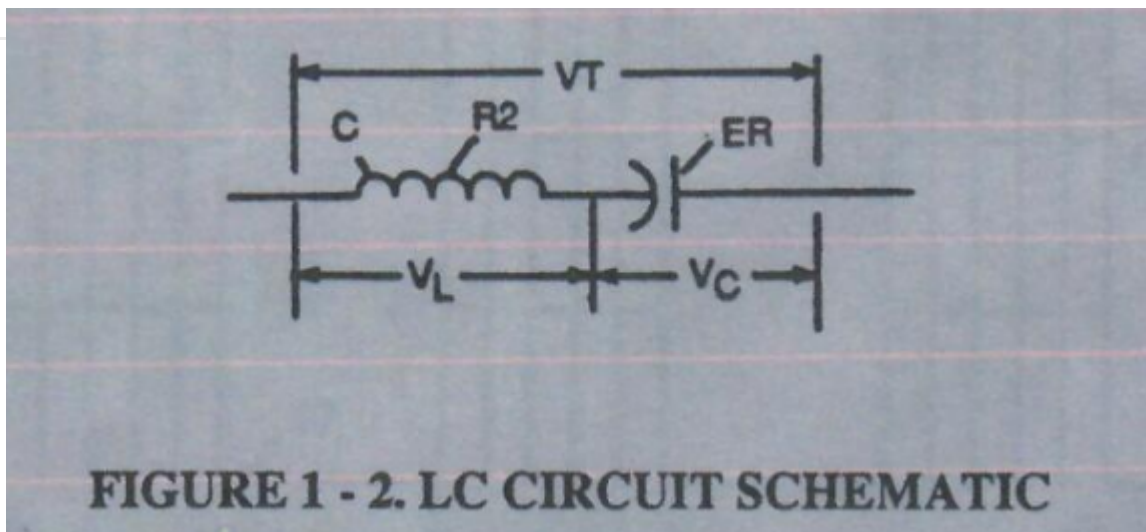 VT
C R2 ER
VL VC
FIGURE 1 - 2. LC CIRCUIT SCHEMATIC